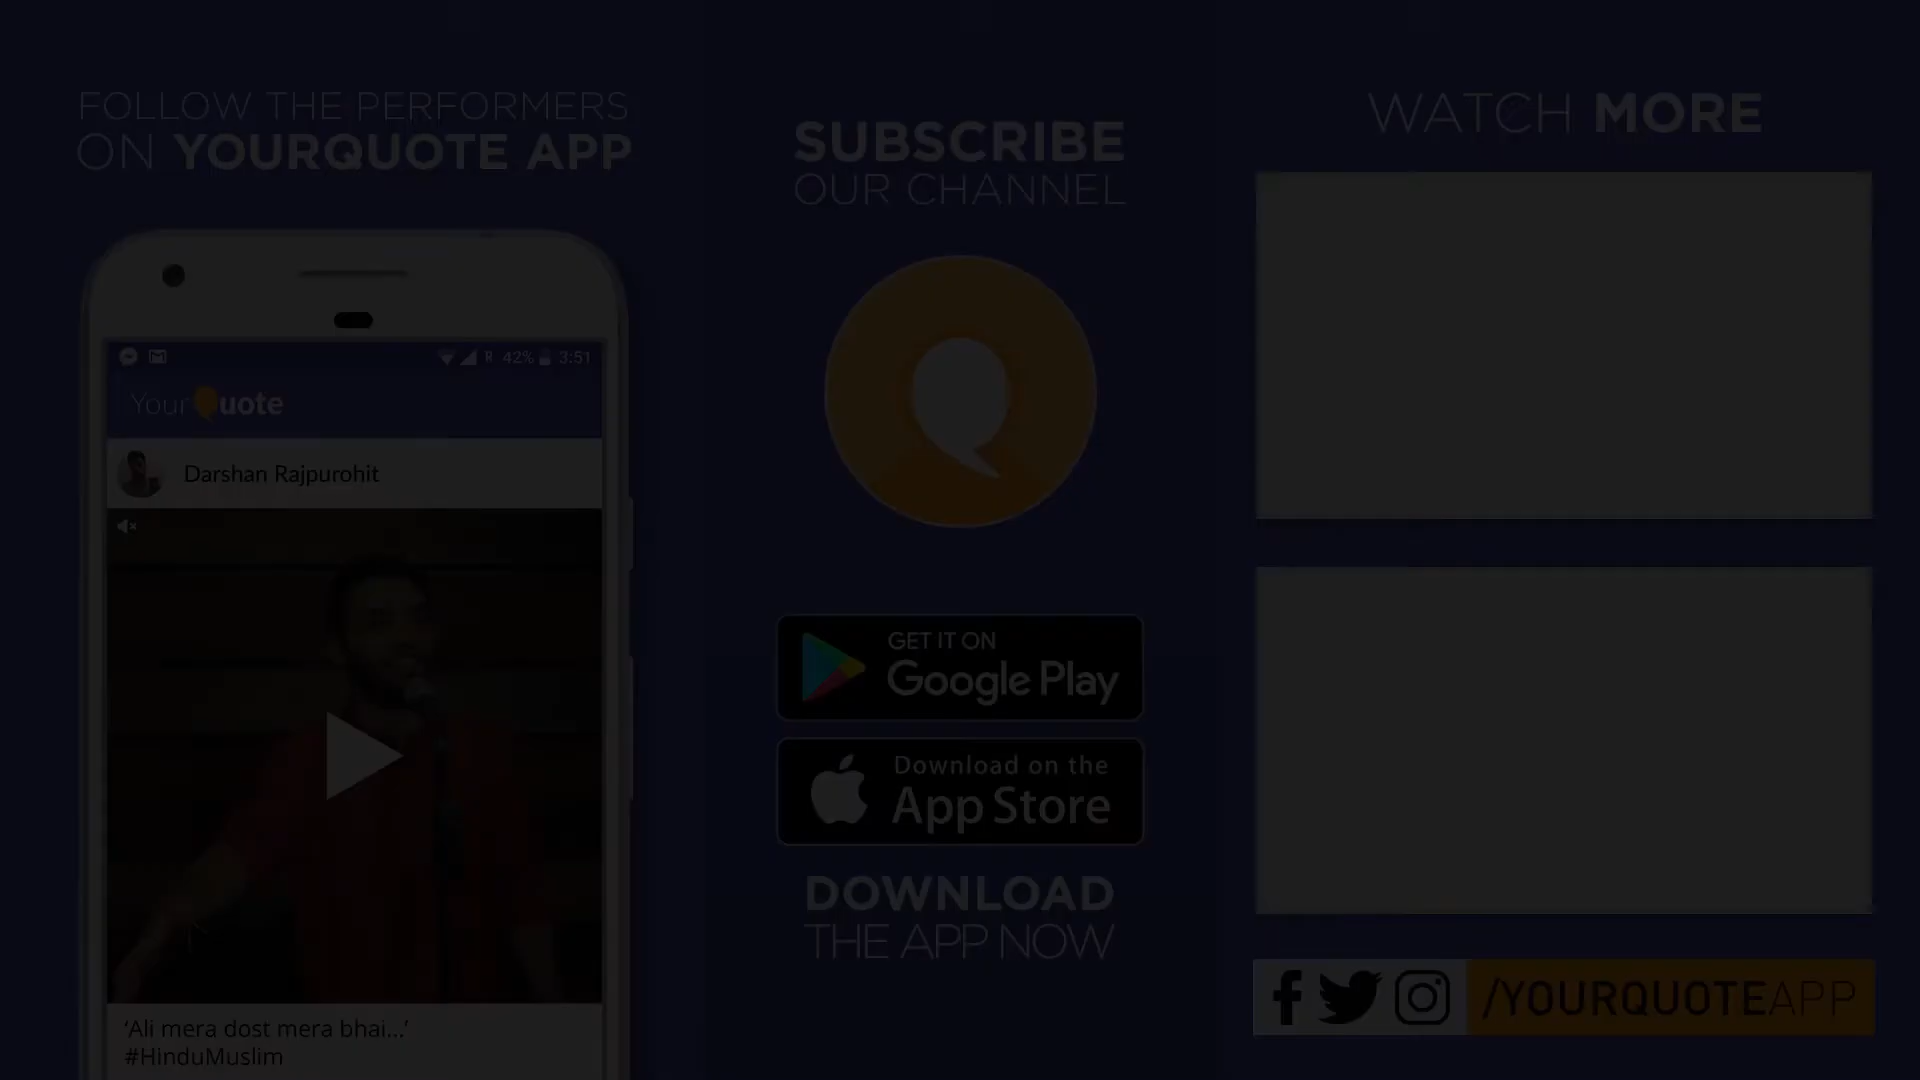 FOLLOW THE PERFORMERS
ON YOURQUOTE APP
R 42% 3:51
YourQuote
Darshan Rajpurohit
‘Ali mera dost mera bhai...’
#HinduMuslim
SUBSCRIBE
OUR CHANNEL
GET IT ON
Google Play
Download on the
App Store
DOWNLOAD
THE APP NOW
WATCH MORE
/YOURQUOTEAPP